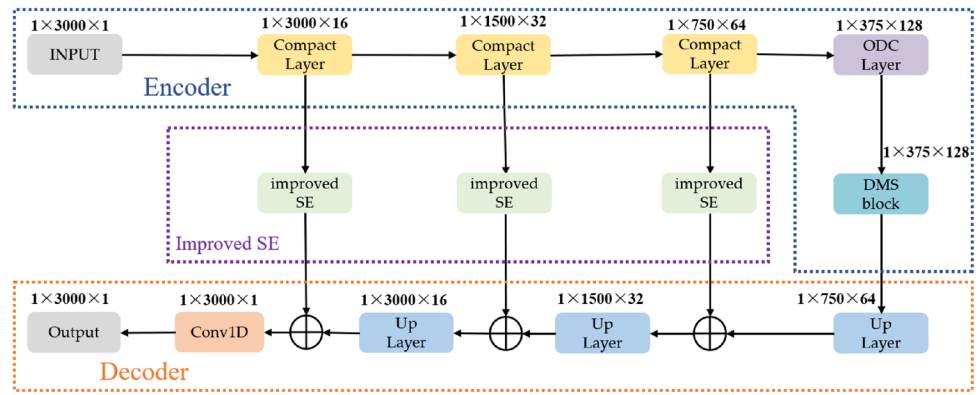 1×3000×1
1×3000×16
1×1500×32
1×750×64
1×375×128
INPUT
Compact
Layer
Compact
Layer
Compact
Layer
ODC
Layer
Encoder
1×375×128
improved
SE
improved
SE
improved
SE
DMS
block
Improved SE
1×3000×1
1×3000×1
1×3000×16
1×1500×32
1×750×64
Output
Conv1D
Up
Layer
Up
Layer
Up
Layer
Decoder